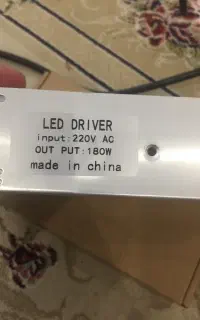 LED DRIVER
input:220V AC
OUT PUT:180W
made in china